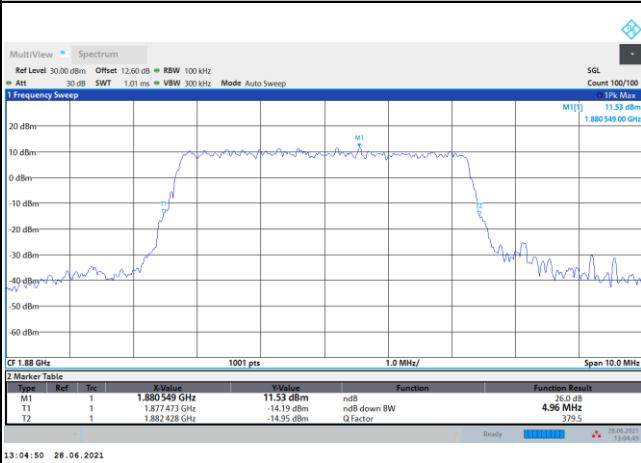 MultiView Spectrum
Ref Level 30.00 dBm Offset 12.60 dB RBW 100 kHz SGL
Att 30 dB SWT 1.01 ms VBW 300 kHz Mode Auto Sweep Count 100/100
1 Frequency Sweep 1Pk Max
M1[1] 11.53 dBm
1.880 549 00 GHz
20 dBm
M1
10 dBm
0 dBm
T1
T2
-10 dBm
-20 dBm
-30 dBm
-40 dBm
-50 dBm
-60 dBm
CF 1.88 GHz 1001 pts 1.0 MHz/ Span 10.0 MHz
2 Marker Table
Type Ref Trc X-Value Y-Value Function Function Result
M1 1 1.880 549 GHz 11.53 dBm ndB 26.0 dB
T1 1 1.877 473 GHz -14.19 dBm ndB down BW 4.96 MHz
T2 1 1.882 428 GHz -14.95 dBm Q Factor 379.5
Ready 28.06.2021
13:04:49
13:04:50 28.06.2021